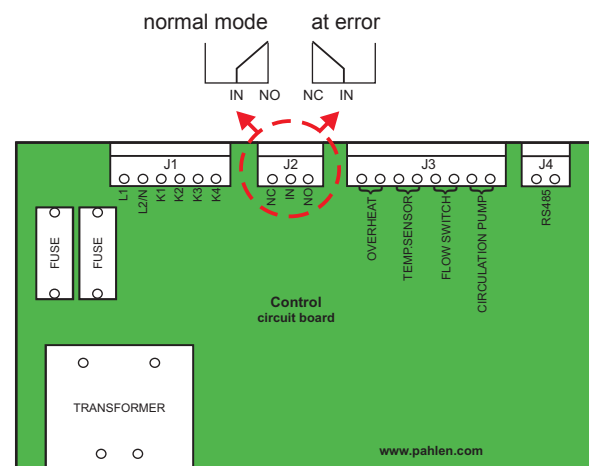 normal mode
at error
IN NO
NC IN
J1
J2
J3
J4
L1
L2/N
K1
K2
K3
K4
NC
IN
NO
OVERHEAT
TEMP.SENSOR
FLOW SWITCH
CIRCULATION PUMP
RS485
FUSE
FUSE
Control
circuit board
TRANSFORMER
www.pahlen.com